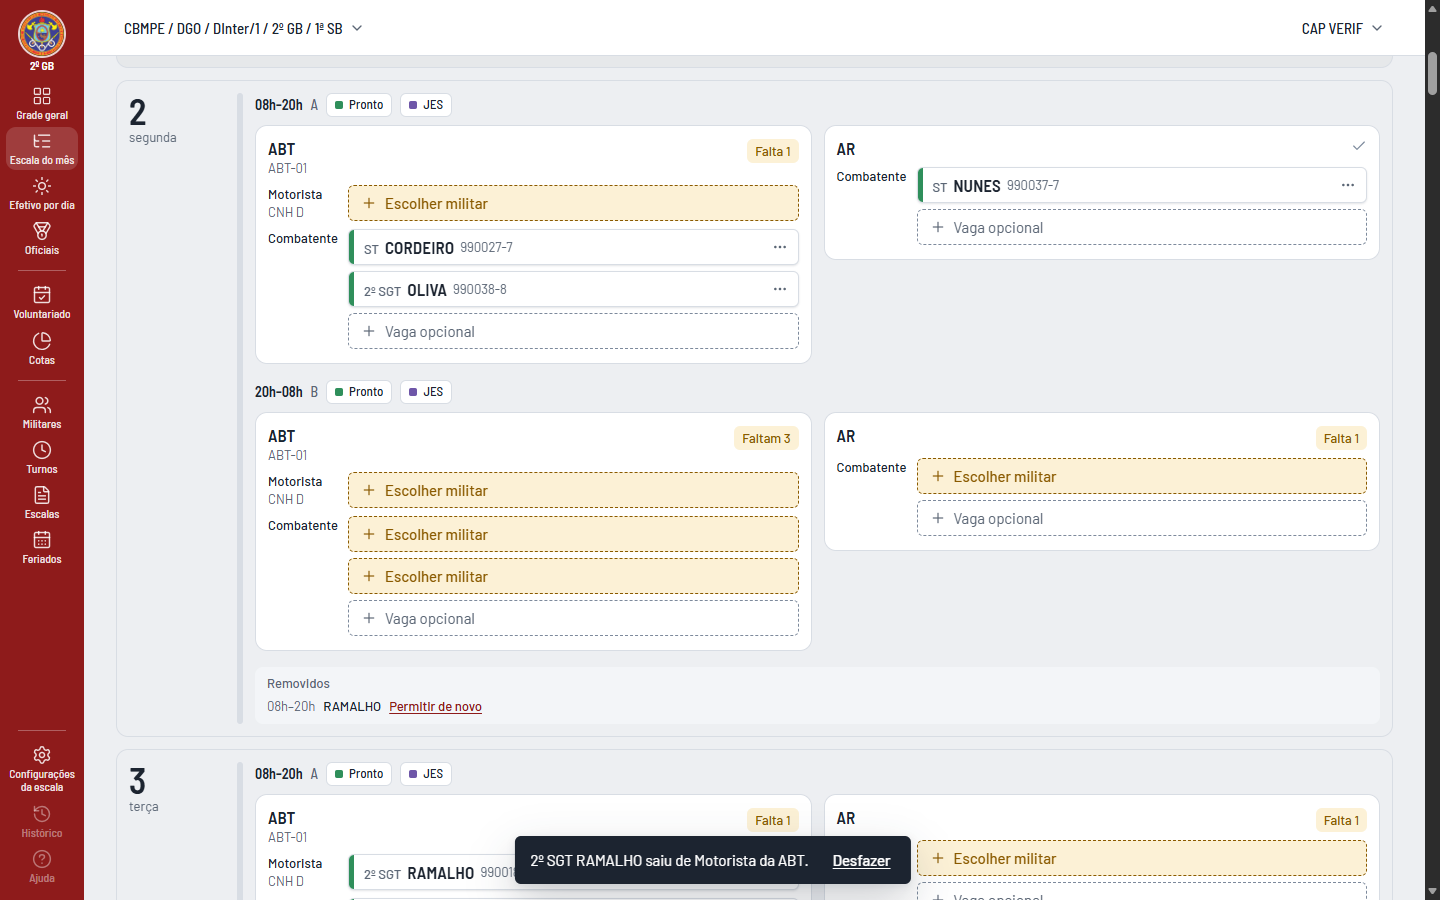 CBMPE / DGO / DInter/1 / 2º GB / 1ª SB
CAP VERIF
2º GB
Grade geral
Escala do mês
Efetivo por dia
Oficiais
Voluntariado
Cotas
Militares
Turnos
Escalas
Feriados
Configurações
da escala
Histórico
Ajuda
2
segunda
08h-20h A Pronto JES
ABT
ABT-01
Falta 1
Motorista
CNH D
+ Escolher militar
Combatente
ST CORDEIRO 990027-7 ...
2º SGT OLIVA 990038-8 ...
+ Vaga opcional
AR
Combatente
ST NUNES 990037-7 ...
+ Vaga opcional
20h-08h B Pronto JES
ABT
ABT-01
Faltam 3
Motorista
CNH D
+ Escolher militar
Combatente
+ Escolher militar
+ Escolher militar
+ Vaga opcional
AR
Falta 1
Combatente
+ Escolher militar
+ Vaga opcional
Removidos
08h-20h RAMALHO Permitir de novo
3
terça
08h-20h A Pronto JES
ABT
ABT-01
Falta 1
Motorista
CNH D
2º SGT RAMALHO
AR
Falta 1
+ Escolher militar
+ Vaga opcional
2º SGT RAMALHO saiu de Motorista da ABT. Desfazer